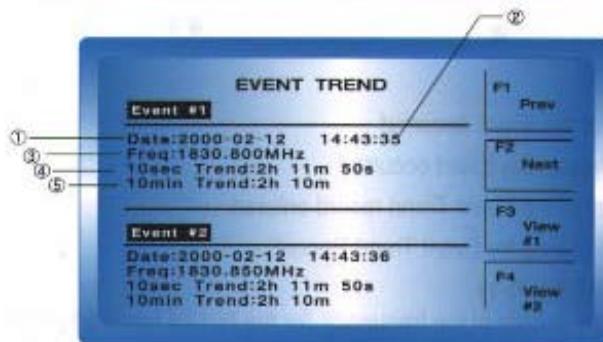 ②
EVENT TREND
Event #1
① Date:2000-02-12 14:43:35
③ Freq:1830.800MHz
④ 10sec Trend:2h 11m 50s
⑤ 10min Trend:2h 10m
Event #2
Date:2000-02-12 14:43:36
Freq:1830.850MHz
10sec Trend:2h 11m 50s
10min Trend:2h 10m
F1
Prev
F2
Next
F3
View
#1
F4
View
#2